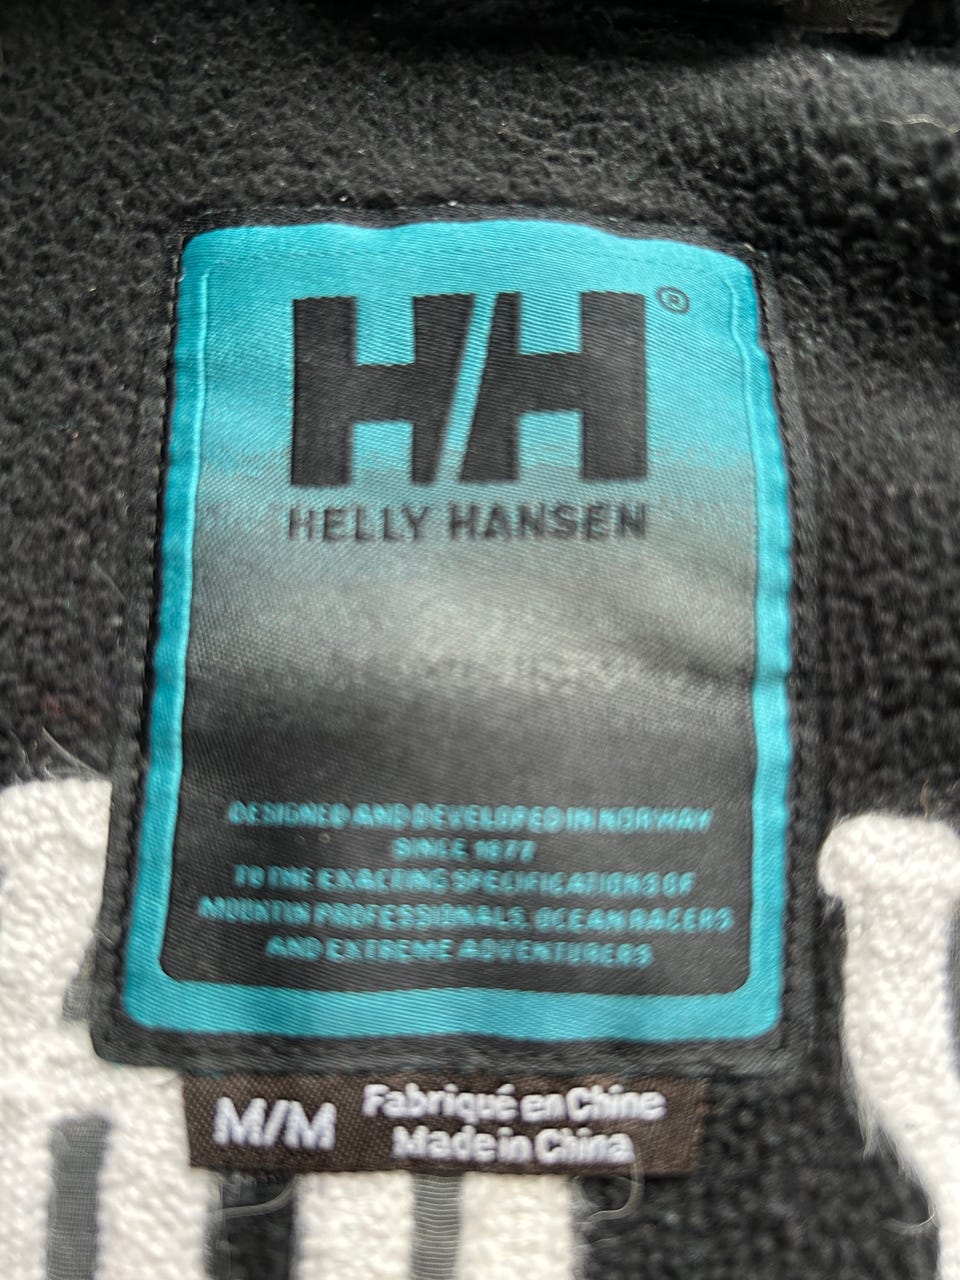 HH®
HELLY HANSEN
DESIGNED AND DEVELOPED IN NORWAY
SINCE 1877
TO THE EXACTING SPECIFICATIONS OF
MOUNTIN PROFESSIONALS, OCEAN RACERS
AND EXTREME ADVENTURERS
M/M
Fabriqué en Chine
Made in China